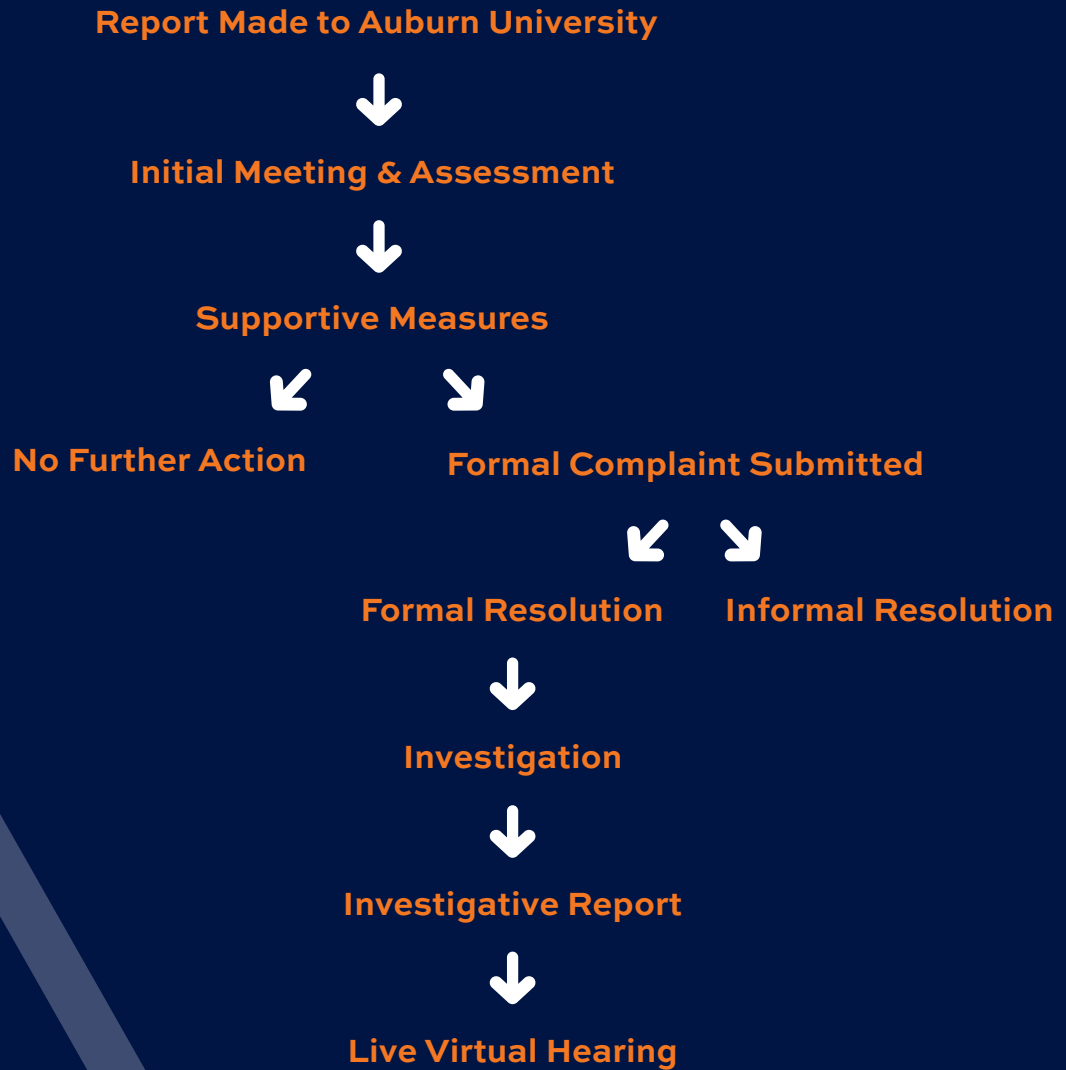 Report Made to Auburn University
Initial Meeting & Assessment
Supportive Measures
No Further Action
Formal Complaint Submitted
Formal Resolution
Informal Resolution
Investigation
Investigative Report
Live Virtual Hearing